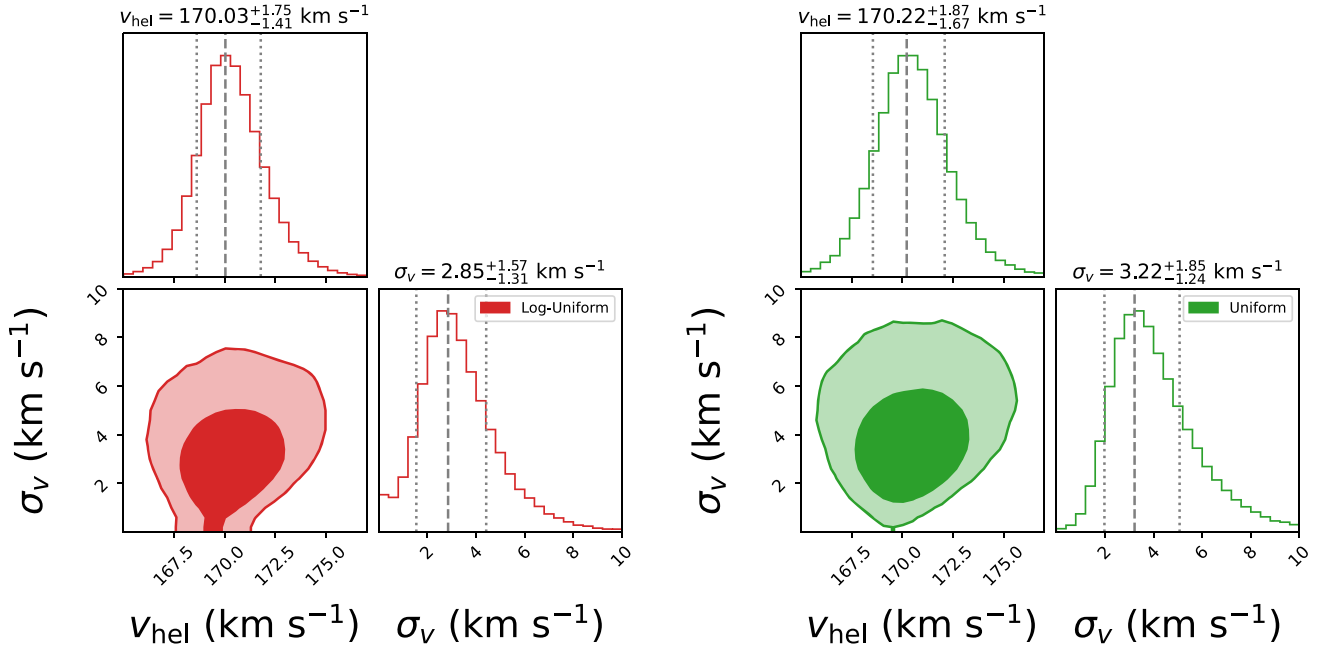 v_hel = 170.03 +1.75 −1.41 km s⁻¹
σ_v = 2.85 +1.57 −1.31 km s⁻¹
Log-Uniform
10
8
6
4
2
σ_v (km s⁻¹)
167.5 170.0 172.5 175.0
2 4 6 8 10
v_hel (km s⁻¹)
σ_v (km s⁻¹)
v_hel = 170.22 +1.87 −1.67 km s⁻¹
σ_v = 3.22 +1.85 −1.24 km s⁻¹
Uniform
10
8
6
4
2
σ_v (km s⁻¹)
167.5 170.0 172.5 175.0
2 4 6 8 10
v_hel (km s⁻¹)
σ_v (km s⁻¹)